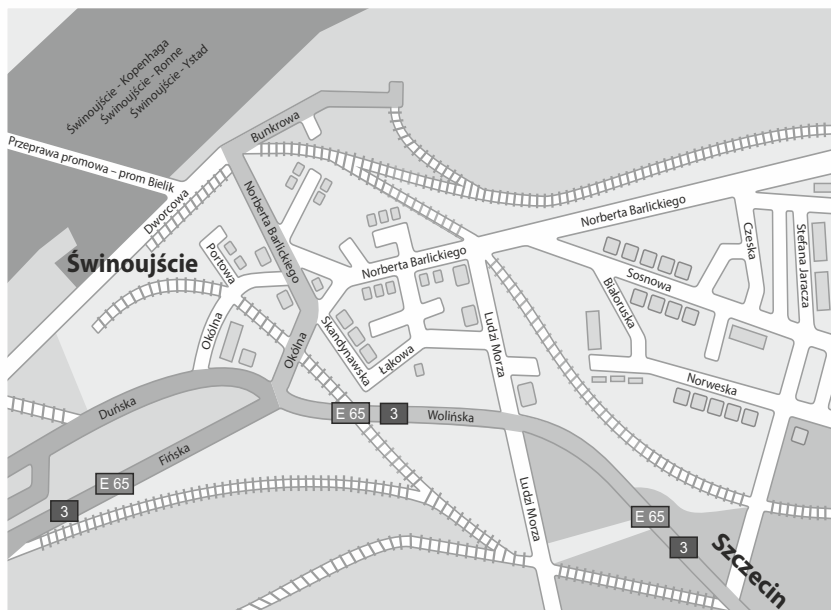 Świnoujście - Kopenhaga
Świnoujście - Ronne
Świnoujście - Ystad
Bunkrowa
Przeprawa promowa – prom Bielik
Dworcowa
Norberta Barlickiego
Norberta Barlickiego
Czeska
Stefana Jaracza
Świnoujście
Portowa
Norberta Barlickiego
Sosnowa
Białoruska
Okólna
Okólna
Skandynawska
Łąkowa
Ludzi Morza
Norweska
Duńska
E 65
3
Wolińska
Fińska
E 65
3
Ludzi Morza
E 65
3
Szczecin